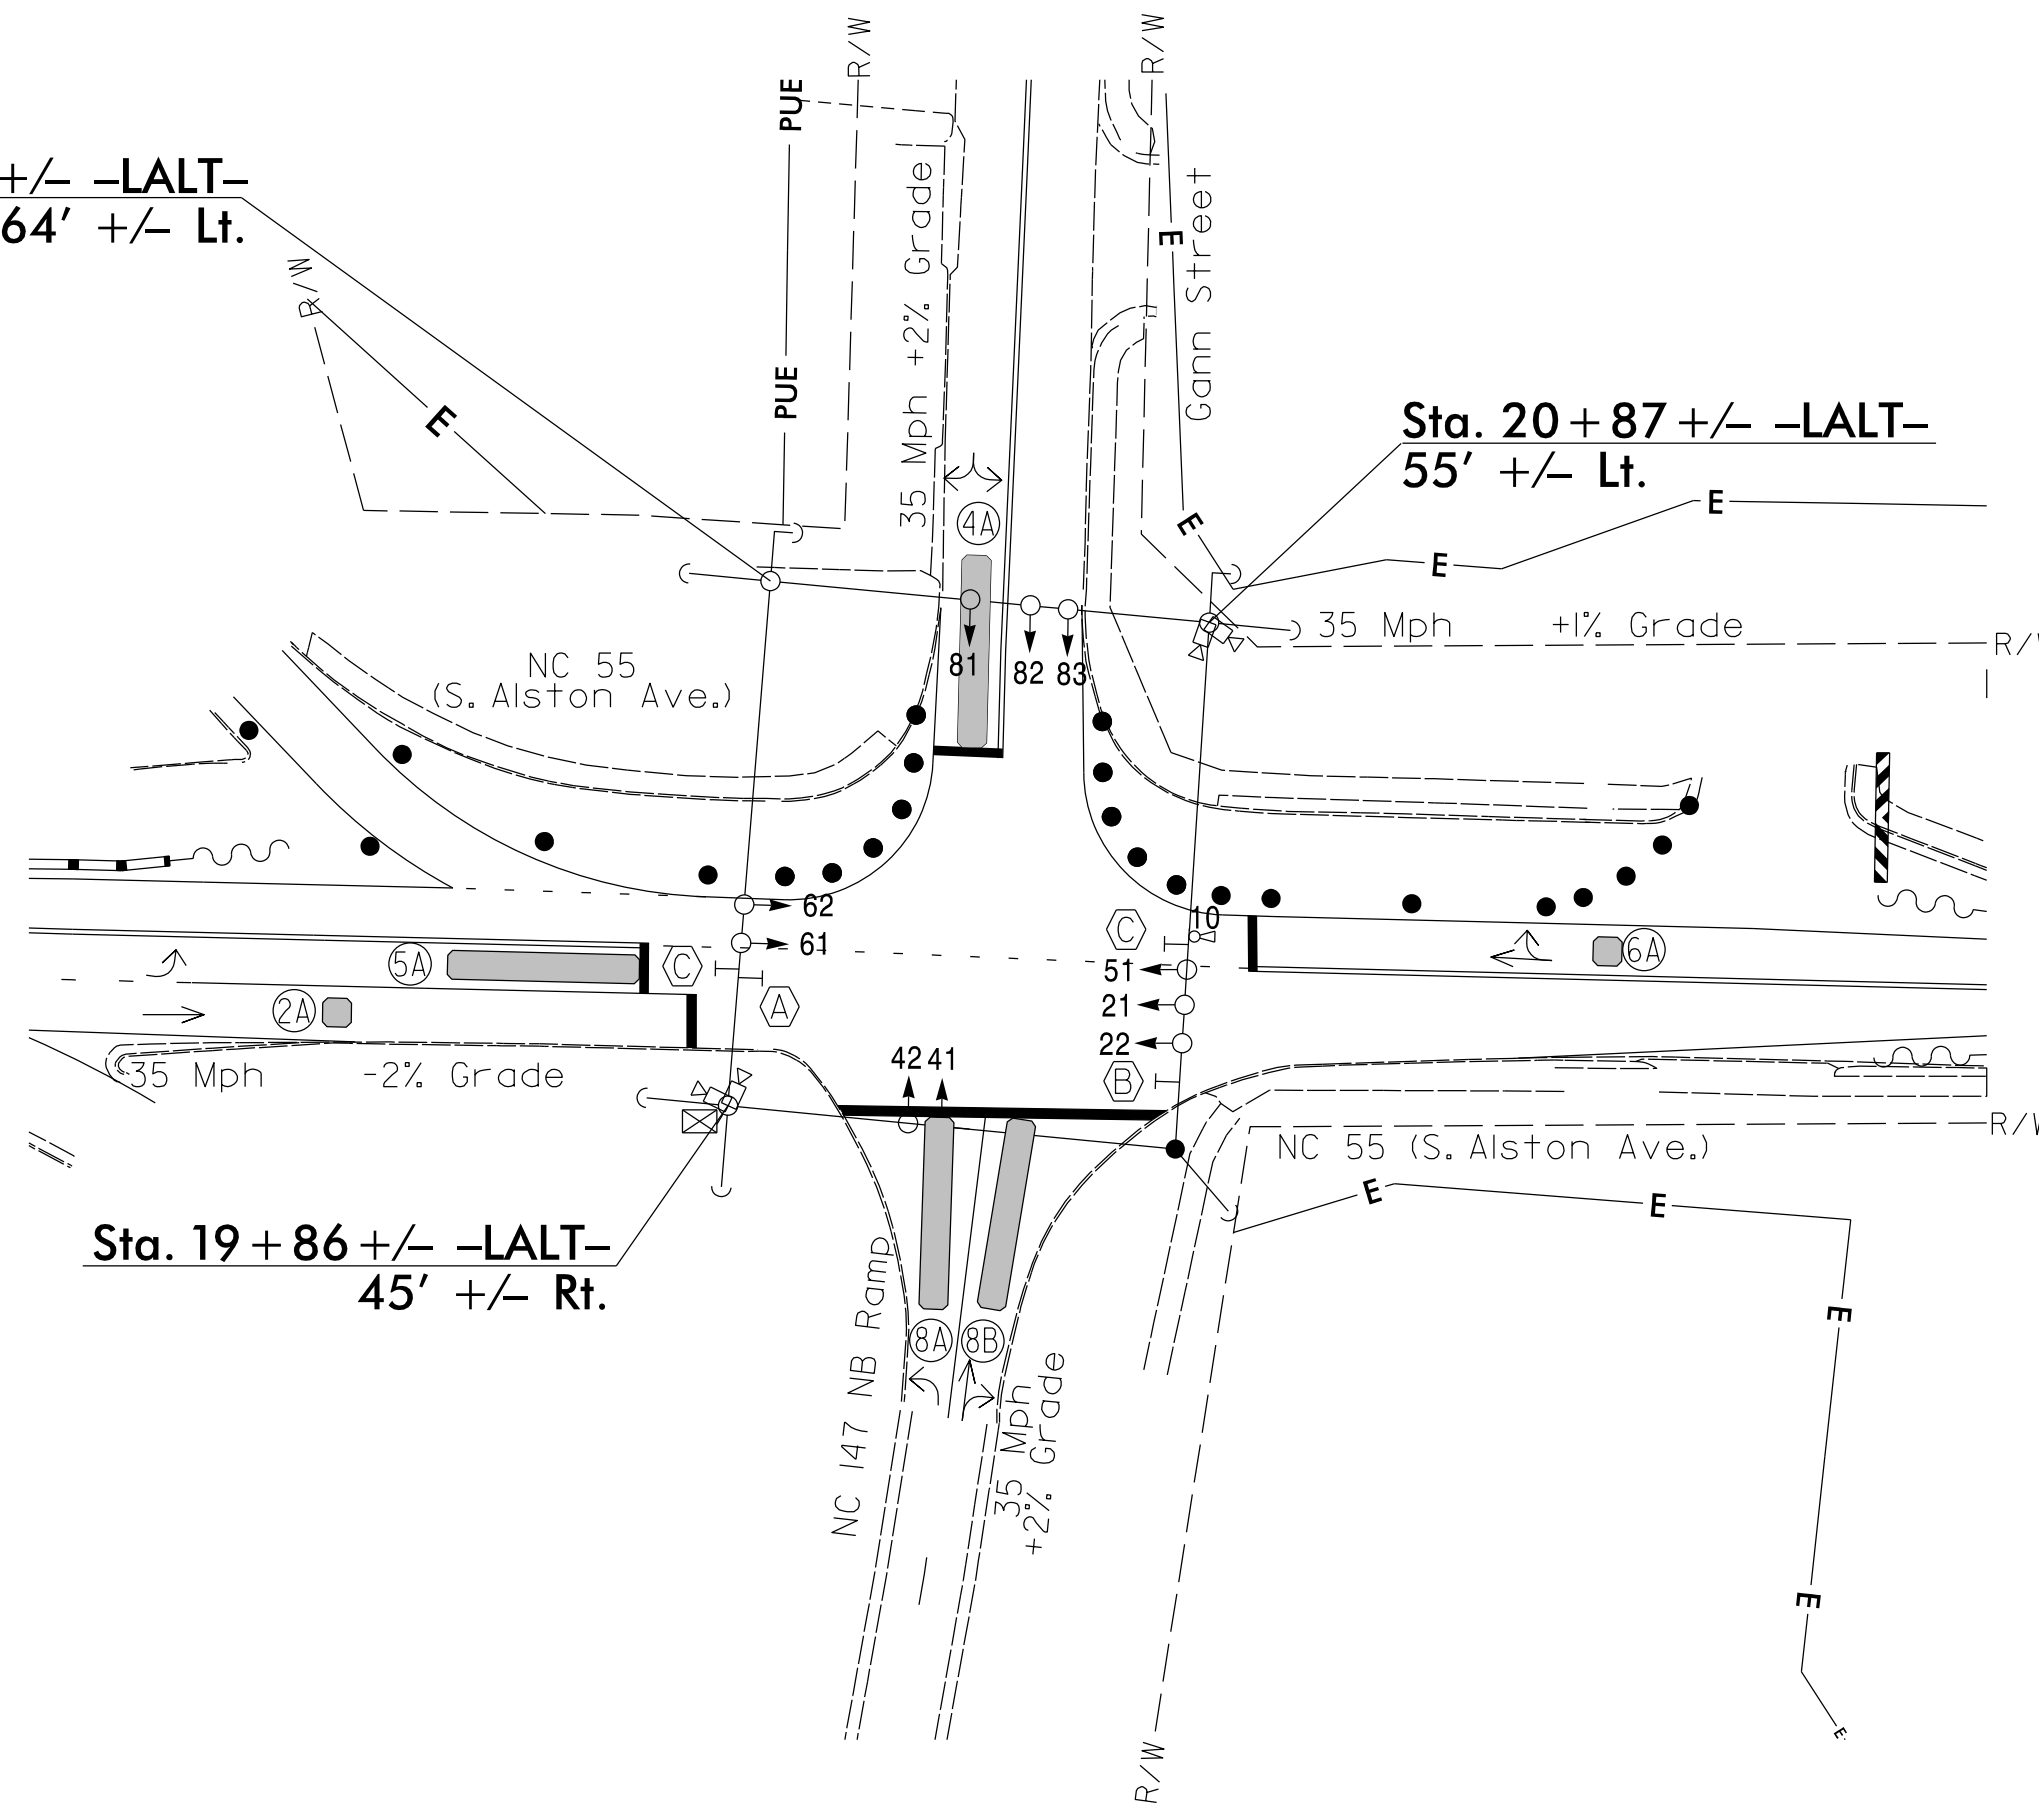 R/W
R/W
PUE
+/– –LALT–
64' +/– Lt.
R/W
E
E
PUE
35 Mph +2% Grade
Gann Street
Sta. 20+87 +/– –LALT–
55' +/– Lt.
4A
E
E
E
35 Mph +1% Grade
R/W
NC 55
(S. Alston Ave.)
81
82
83
62
61
C
10
5A
C
6A
51
2A
A
21
22
42
41
B
35 Mph -2% Grade
NC 55 (S. Alston Ave.)
R/W
E
E
Sta. 19+86 +/– –LALT–
45' +/– Rt.
NC 147 NB Ramp
8A
8B
35 Mph
+2% Grade
E
E
E
R/W